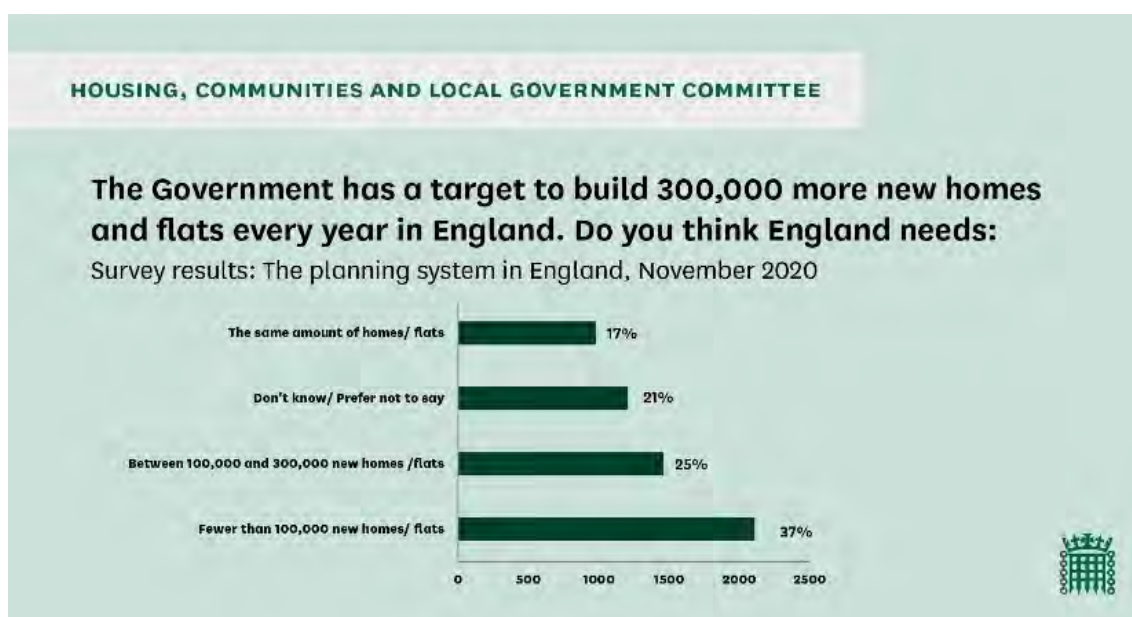 HOUSING, COMMUNITIES AND LOCAL GOVERNMENT COMMITTEE
The Government has a target to build 300,000 more new homes
and flats every year in England. Do you think England needs:
Survey results: The planning system in England, November 2020
The same amount of homes/ flats 17%
Don't know/ Prefer not to say 21%
Between 100,000 and 300,000 new homes /flats 25%
Fewer than 100,000 new homes/ flats 37%
0 500 1000 1500 2000 2500